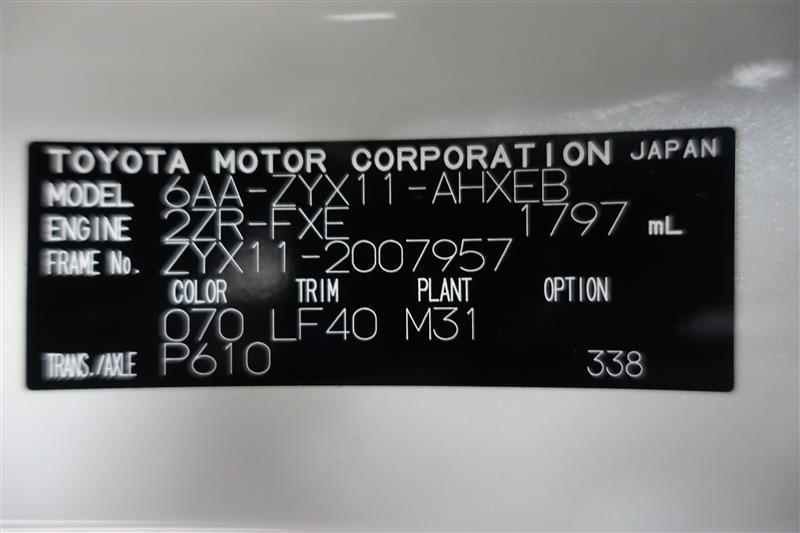 TOYOTA MOTOR CORPORATION JAPAN
MODEL 6AA-ZYX11-AHXEB
ENGINE 2ZR-FXE 1797 mL
FRAME No. ZYX11-2007957
COLOR TRIM PLANT OPTION
070 LF40 M31
TRANS./AXLE P610 338